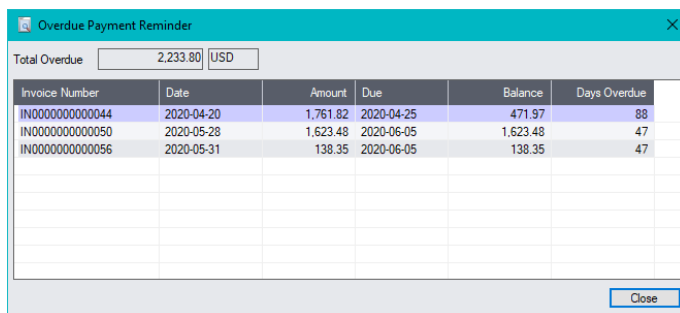 Overdue Payment Reminder
Total Overdue 2,233.80 USD
Invoice Number Date Amount Due Balance Days Overdue
IN0000000000044 2020-04-20 1,761.82 2020-04-25 471.97 88
IN0000000000050 2020-05-28 1,623.48 2020-06-05 1,623.48 47
IN0000000000056 2020-05-31 138.35 2020-06-05 138.35 47
Close